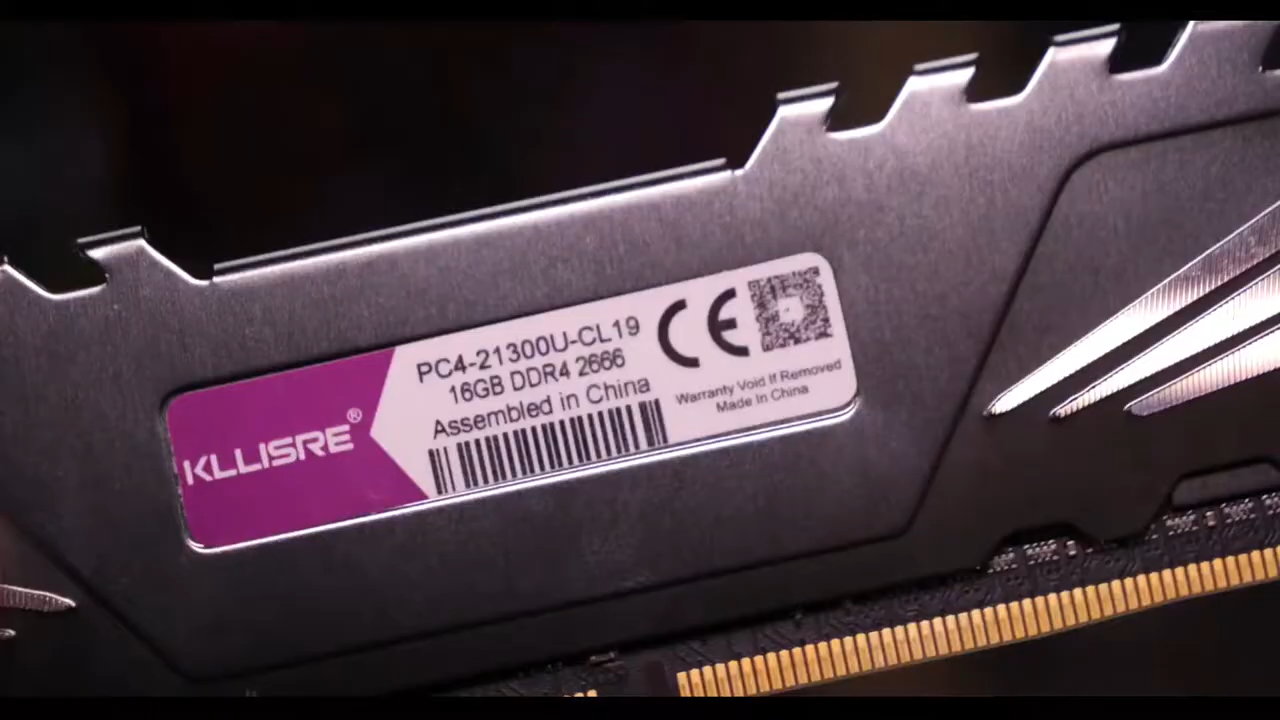 KLLISRE®
PC4-21300U-CL19
16GB DDR4 2666
Assembled in China
CE
Warranty Void If Removed
Made In China